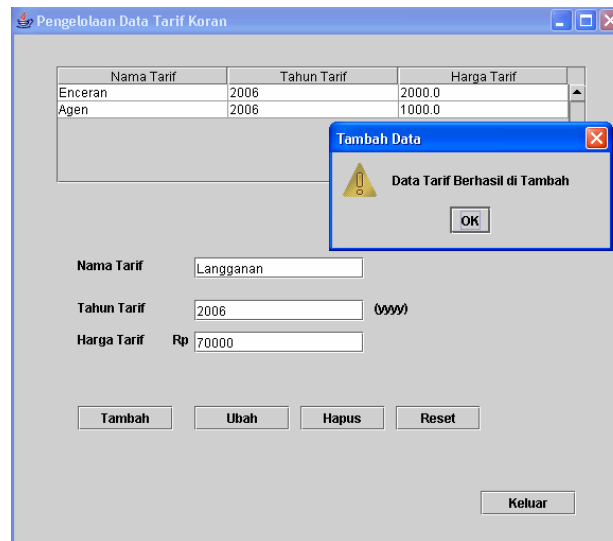 Pengelolaan Data Tarif Koran
Nama Tarif Tahun Tarif Harga Tarif
Enceran 2006 2000.0
Agen 2006 1000.0
Tambah Data
Data Tarif Berhasil di Tambah
OK
Nama Tarif Langganan
Tahun Tarif 2006 (yyyy)
Harga Tarif Rp 70000
Tambah Ubah Hapus Reset
Keluar